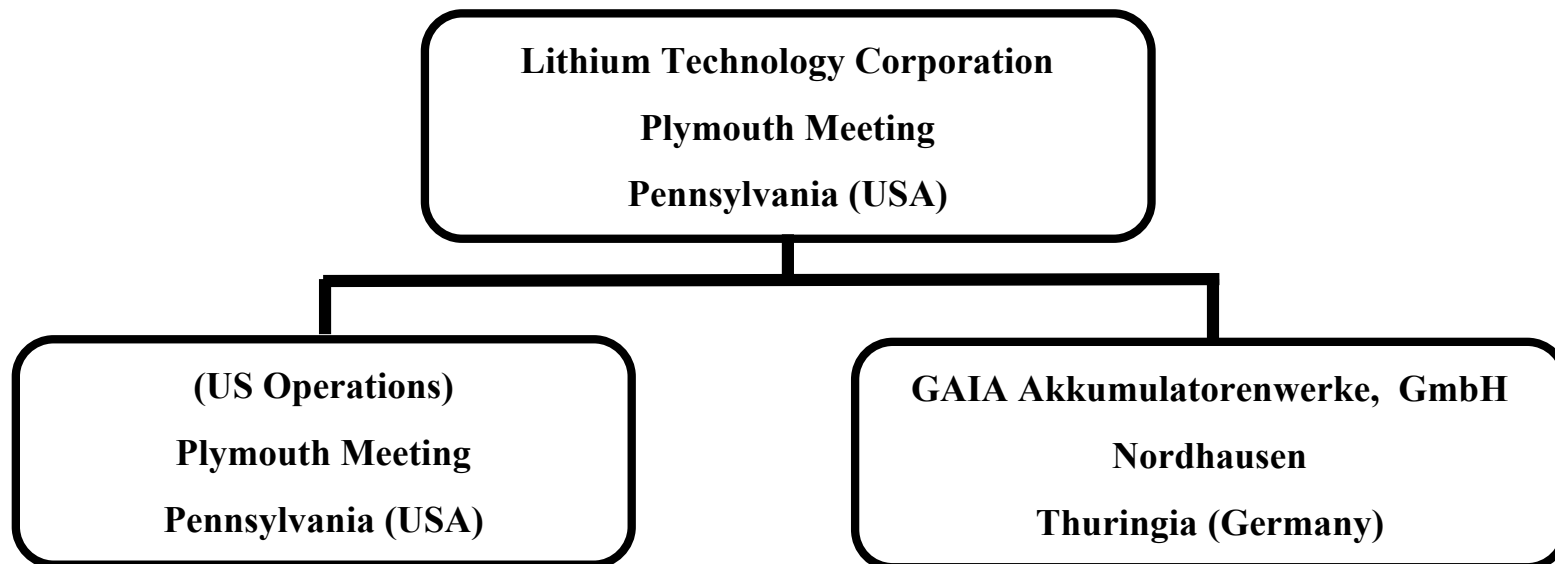 Lithium Technology Corporation
Plymouth Meeting
Pennsylvania (USA)
(US Operations)
Plymouth Meeting
Pennsylvania (USA)
GAIA Akkumulatorenwerke, GmbH
Nordhausen
Thuringia (Germany)